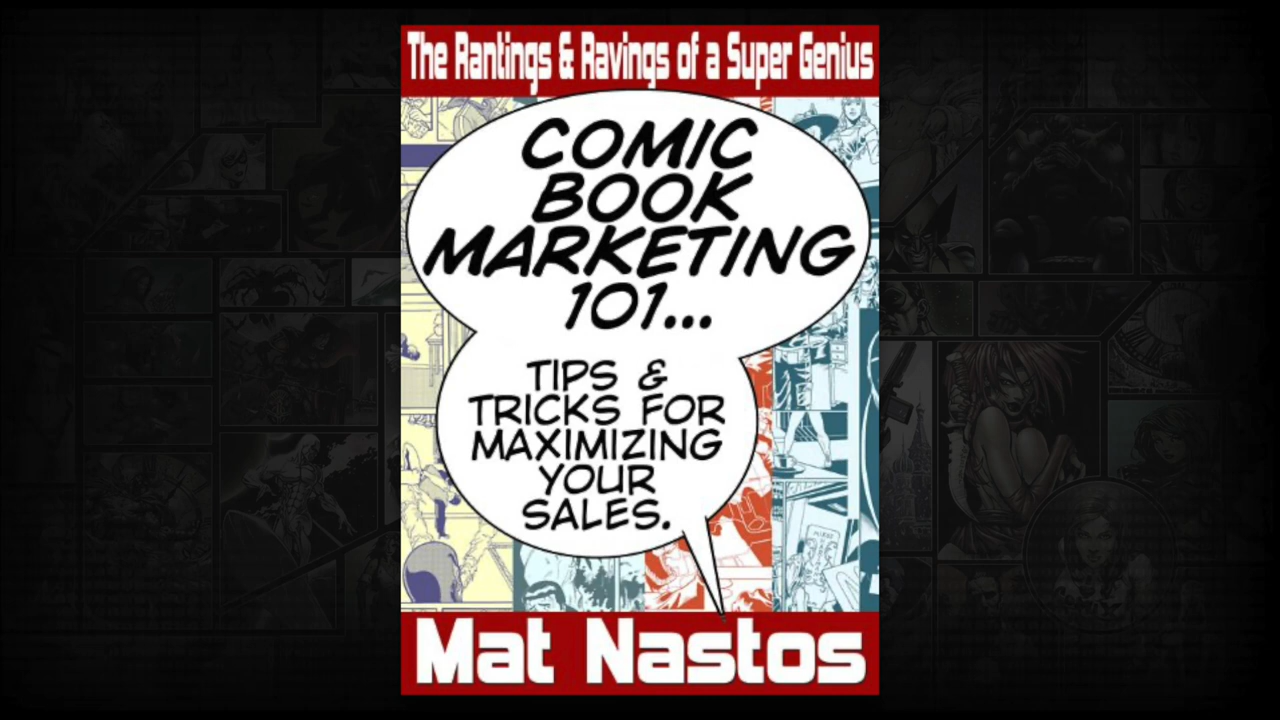 The Rantings & Ravings of a Super Genius
COMIC
BOOK
MARKETING
101...
TIPS &
TRICKS FOR
MAXIMIZING
YOUR
SALES.
Mat Nastos